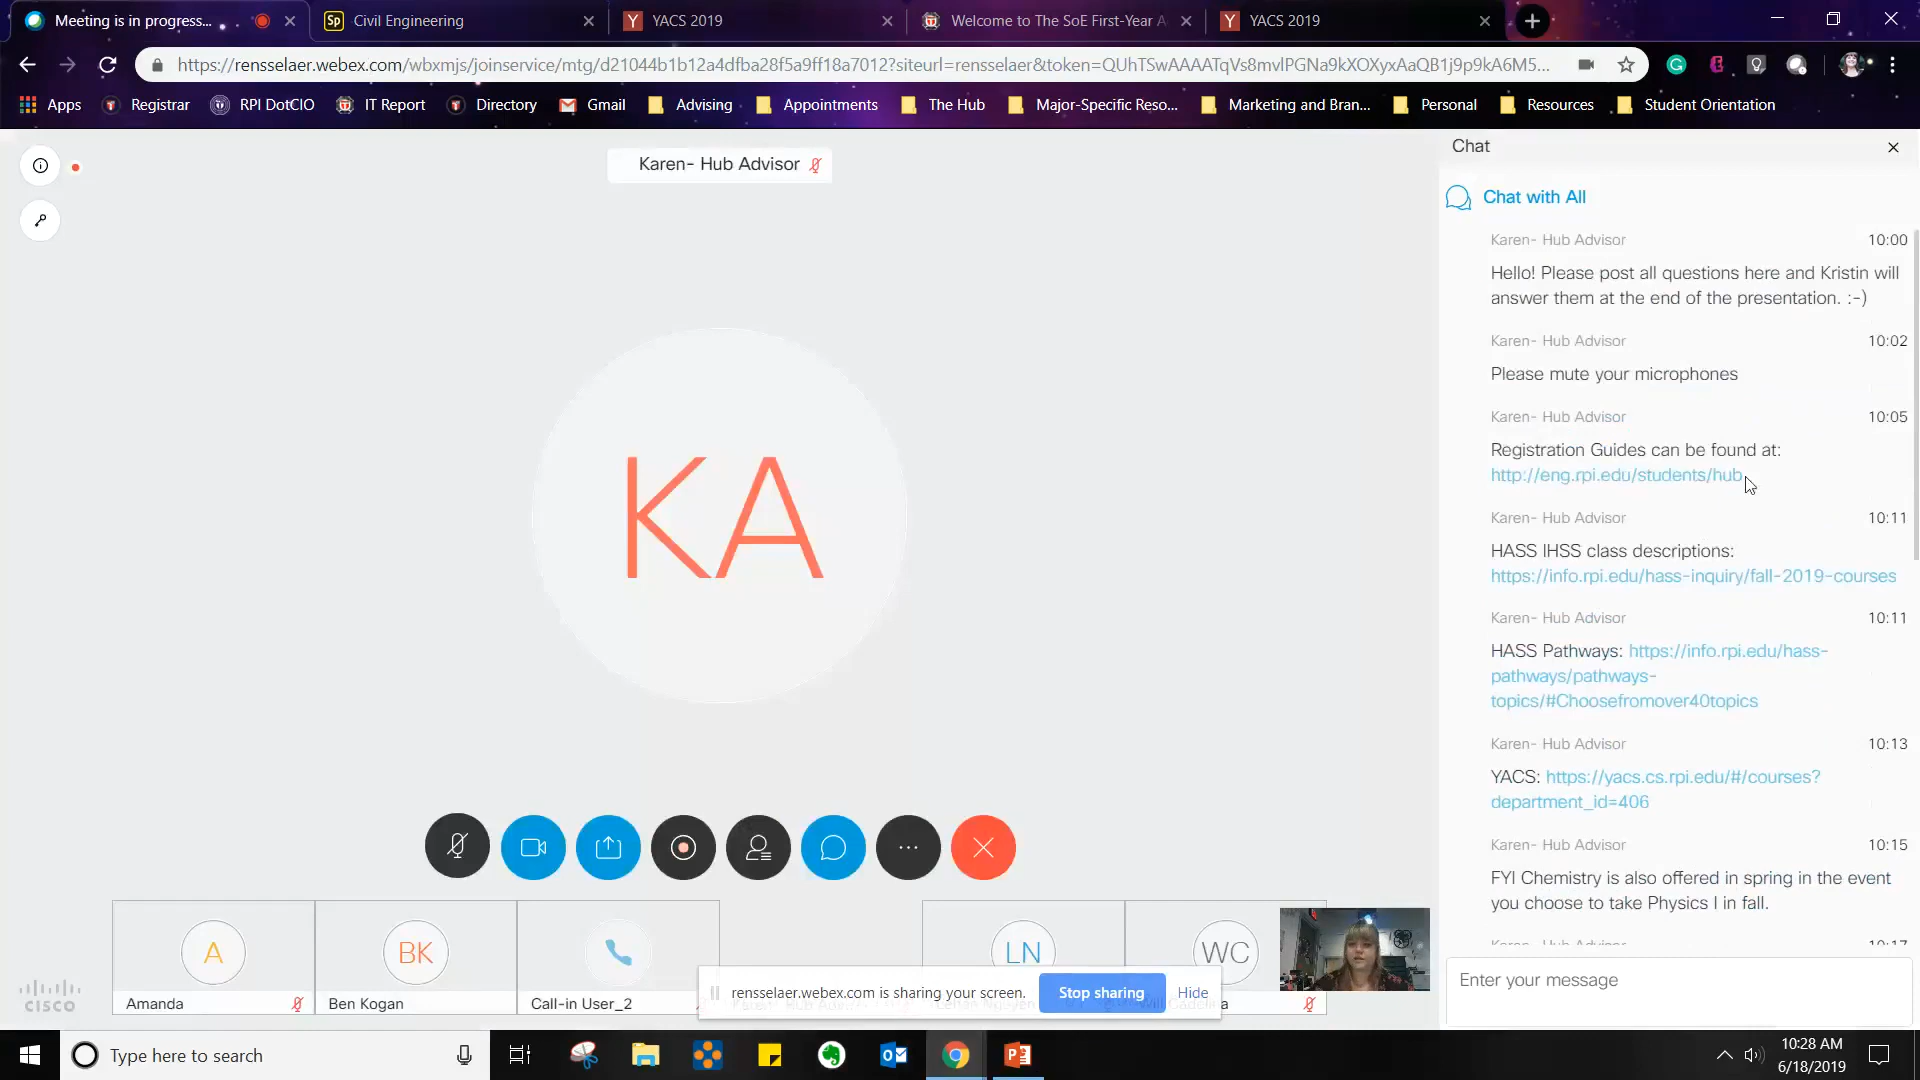 Meeting is in progress...
Sp Civil Engineering
Y YACS 2019
Welcome to The SoE First-Year A
Y YACS 2019
https://rensselaer.webex.com/wbxmjs/joinservice/mtg/d21044b1b12a4dfba28f5a9ff18a7012?siteurl=rensselaer&token=QUhTSwAAAATqVs8mvlPGNa9kXOXyxAaQB1j9p9kA6M5...
Apps
Registrar
RPI DotCIO
IT Report
Directory
Gmail
Advising
Appointments
The Hub
Major-Specific Reso...
Marketing and Bran...
Personal
Resources
Student Orientation
Karen- Hub Advisor
KA
Chat
Chat with All
Karen- Hub Advisor 10:00
Hello! Please post all questions here and Kristin will
answer them at the end of the presentation. :-)
Karen- Hub Advisor 10:02
Please mute your microphones
Karen- Hub Advisor 10:05
Registration Guides can be found at:
http://eng.rpi.edu/students/hub
Karen- Hub Advisor 10:11
HASS IHSS class descriptions:
https://info.rpi.edu/hass-inquiry/fall-2019-courses
Karen- Hub Advisor 10:11
HASS Pathways: https://info.rpi.edu/hass-
pathways/pathways-
topics/#Choosefromover40topics
Karen- Hub Advisor 10:13
YACS: https://yacs.cs.rpi.edu/#/courses?
department_id=406
Karen- Hub Advisor 10:15
FYI Chemistry is also offered in spring in the event
you choose to take Physics I in fall.
Karen- Hub Advisor 10:17
Enter your message
A
Amanda
BK
Ben Kogan
Call-in User_2
LN
WC
rensselaer.webex.com is sharing your screen.
Stop sharing
Hide
CISCO
Type here to search
10:28 AM
6/18/2019